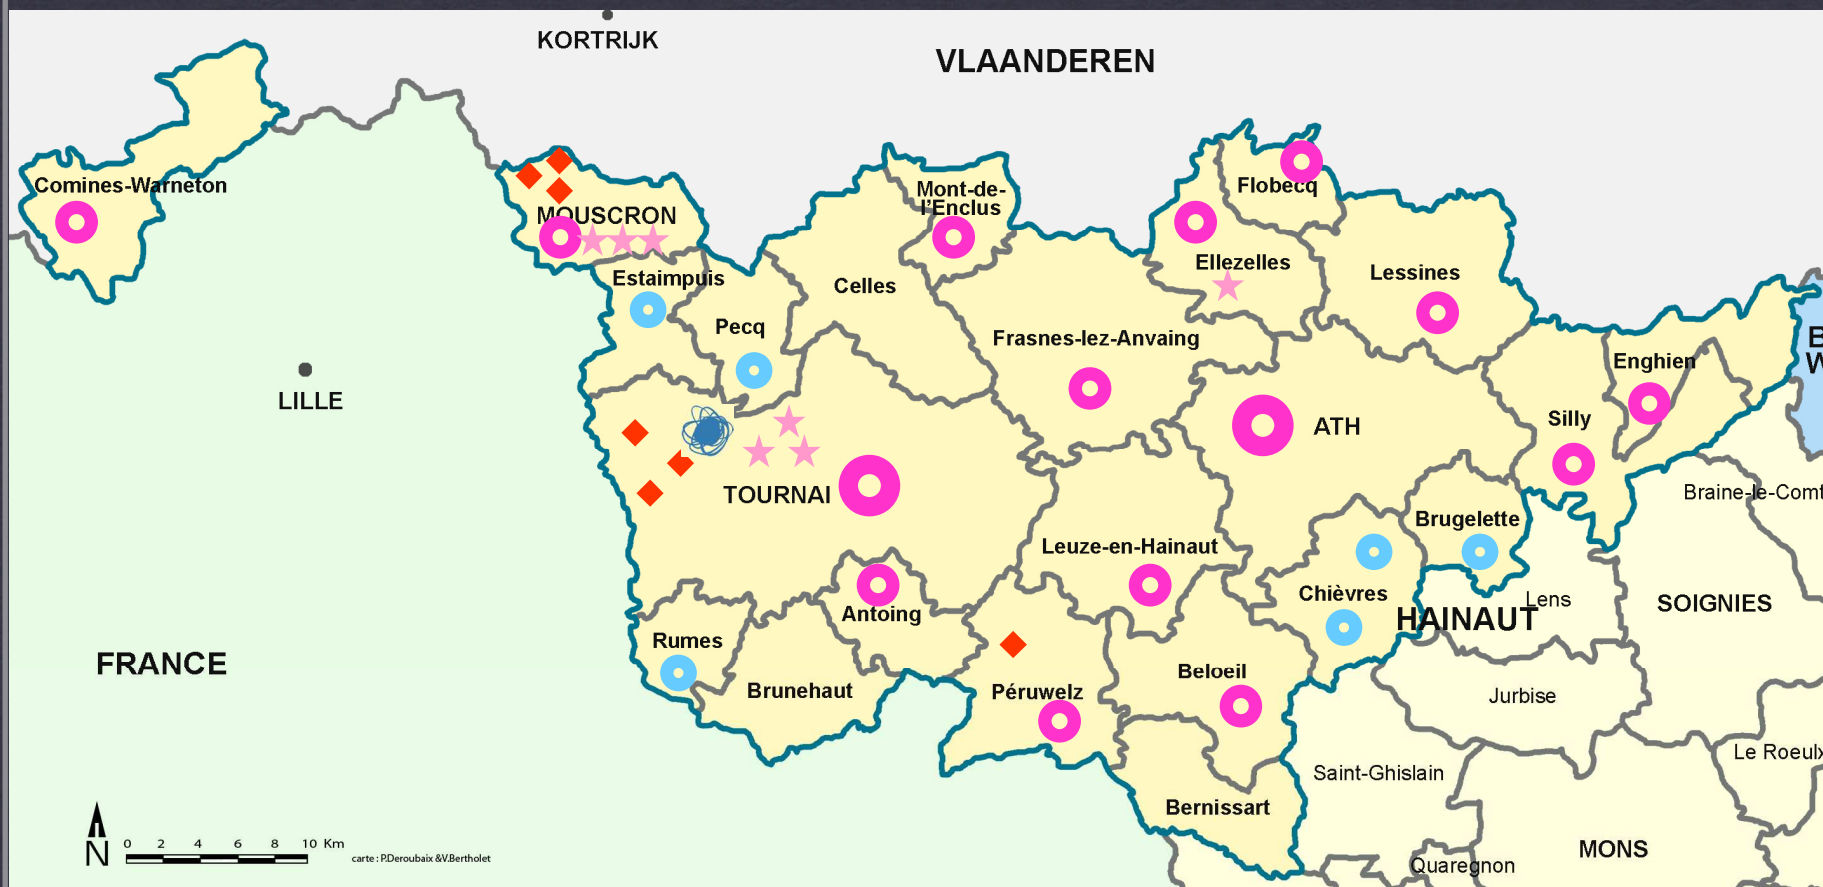 KORTRIJK
VLAANDEREN
Comines-Warneton
MOUSCRON
Mont-de-
l'Enclus
Flobecq
Estaimpuis
Celles
Ellezelles
Lessines
Pecq
Frasnes-lez-Anvaing
Enghien
B
W
LILLE
ATH
Silly
TOURNAI
Braine-le-Comt
Brugelette
Leuze-en-Hainaut
Chièvres
Lens
SOIGNIES
HAINAUT
Antoing
Rumes
FRANCE
Beloeil
Brunehaut
Péruwelz
Jurbise
Le Roeulx
Saint-Ghislain
Bernissart
MONS
Quaregnon
N
0 2 4 6 8 10 Km
carte : P.Deroubaix &V.Bertholet